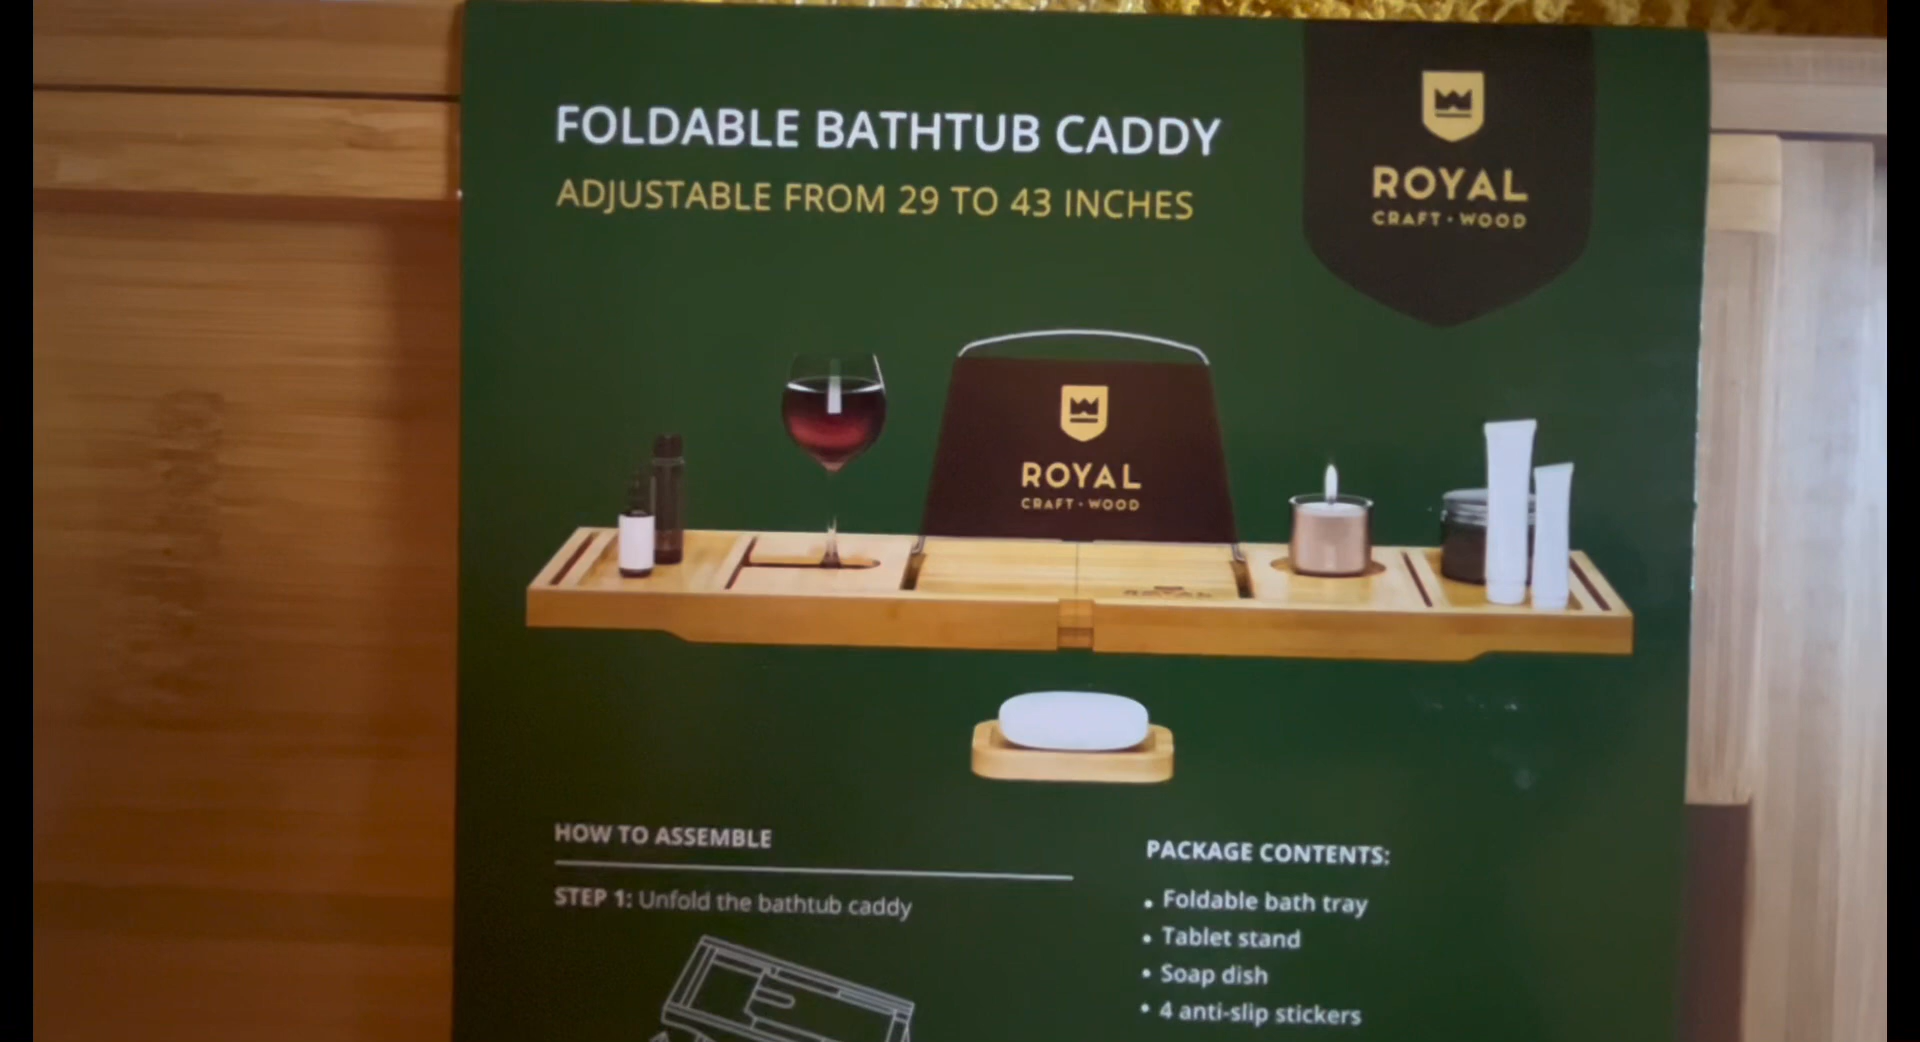 FOLDABLE BATHTUB CADDY
ADJUSTABLE FROM 29 TO 43 INCHES
ROYAL
CRAFT · WOOD
ROYAL
CRAFT · WOOD
ROYAL
HOW TO ASSEMBLE
STEP 1: Unfold the bathtub caddy
PACKAGE CONTENTS:
• Foldable bath tray
• Tablet stand
• Soap dish
• 4 anti-slip stickers